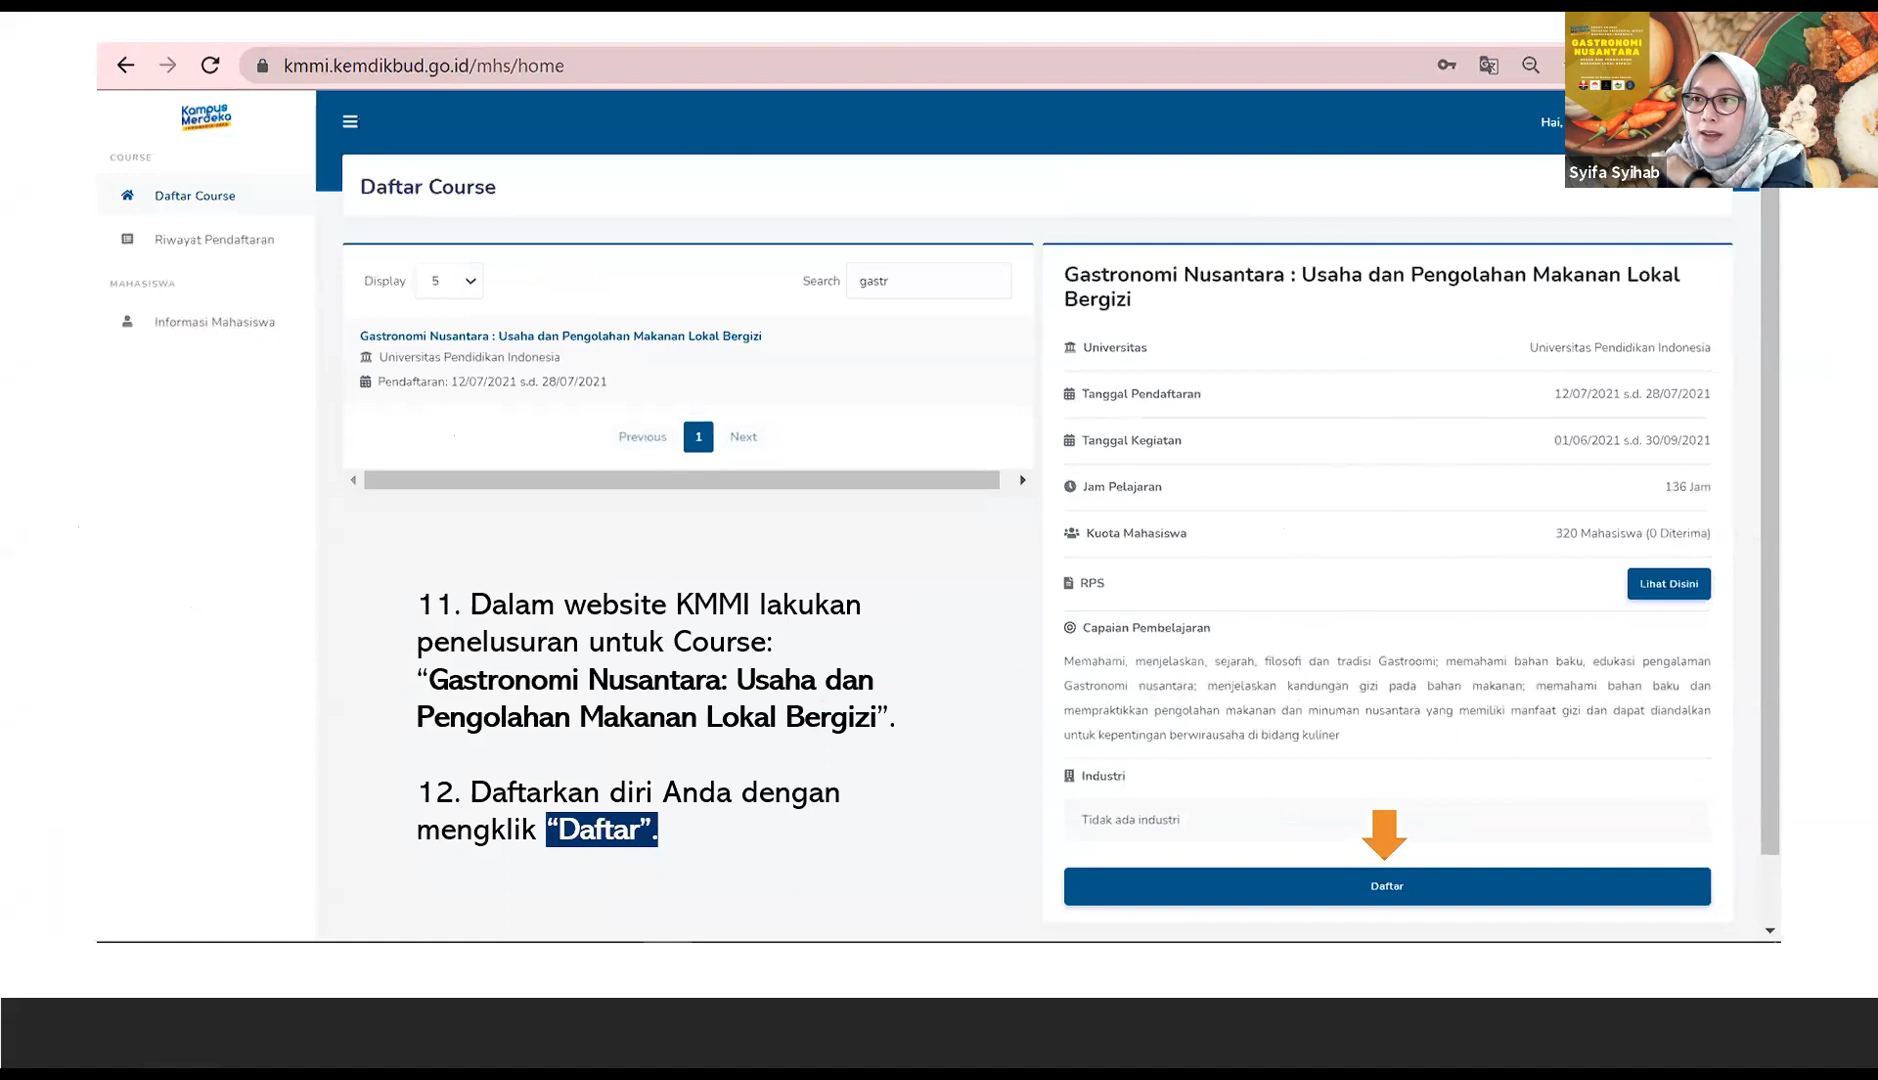 kmmi.kemdikbud.go.id/mhs/home
Kampus
Merdeka
Hai,
GASTRONOMI
NUSANTARA
Syifa Syihab
COURSE
Daftar Course
Riwayat Pendaftaran
MAHASISWA
Informasi Mahasiswa
Daftar Course
Display 5
Search gastr
Gastronomi Nusantara : Usaha dan Pengolahan Makanan Lokal Bergizi
Universitas Pendidikan Indonesia
Pendaftaran: 12/07/2021 s.d. 28/07/2021
Previous 1 Next
11. Dalam website KMMI lakukan
penelusuran untuk Course:
“Gastronomi Nusantara: Usaha dan
Pengolahan Makanan Lokal Bergizi”.
12. Daftarkan diri Anda dengan
mengklik “Daftar”.
Gastronomi Nusantara : Usaha dan Pengolahan Makanan Lokal
Bergizi
Universitas Universitas Pendidikan Indonesia
Tanggal Pendaftaran 12/07/2021 s.d. 28/07/2021
Tanggal Kegiatan 01/06/2021 s.d. 30/09/2021
Jam Pelajaran 136 Jam
Kuota Mahasiswa 320 Mahasiswa (0 Diterima)
RPS Lihat Disini
Capaian Pembelajaran
Memahami, menjelaskan, sejarah, filosofi dan tradisi Gastroomi; memahami bahan baku, edukasi pengalaman
Gastronomi nusantara; menjelaskan kandungan gizi pada bahan makanan; memahami bahan baku dan
mempraktikkan pengolahan makanan dan minuman nusantara yang memiliki manfaat gizi dan dapat diandalkan
untuk kepentingan berwirausaha di bidang kuliner
Industri
Tidak ada industri
Daftar